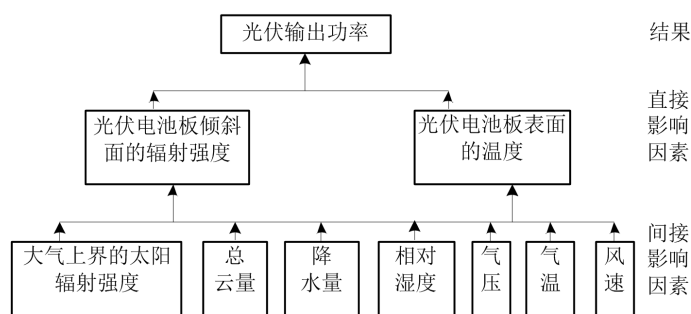 光伏输出功率
结果
光伏电池板倾斜
面的辐射强度
光伏电池板表面
的温度
直接
影响
因素
大气上界的太阳
辐射强度
总
云量
降
水量
相对
湿度
气
压
气
温
风
速
间接
影响
因素